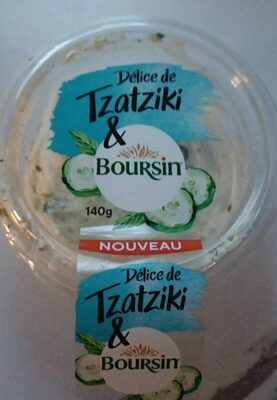 Délice de
Tzatziki
&
BOURSIN
140g
NOUVEAU
Délice de
Tzatziki
&
BOURSIN